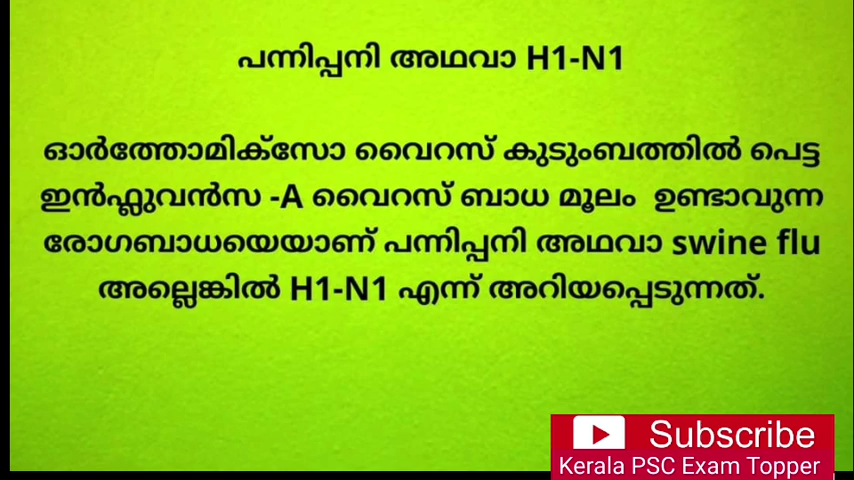 പന്നിപ്പനി അഥവാ H1-N1
ഓർത്തോമിക്സോ വൈറസ് കുടുംബത്തിൽ പെട്ട
ഇൻഫ്ലുവൻസ -A വൈറസ് ബാധ മൂലം ഉണ്ടാവുന്ന
രോഗബാധയെയാണ് പന്നിപ്പനി അഥവാ swine flu
അല്ലെങ്കിൽ H1-N1 എന്ന് അറിയപ്പെടുന്നത്.
Subscribe
Kerala PSC Exam Topper